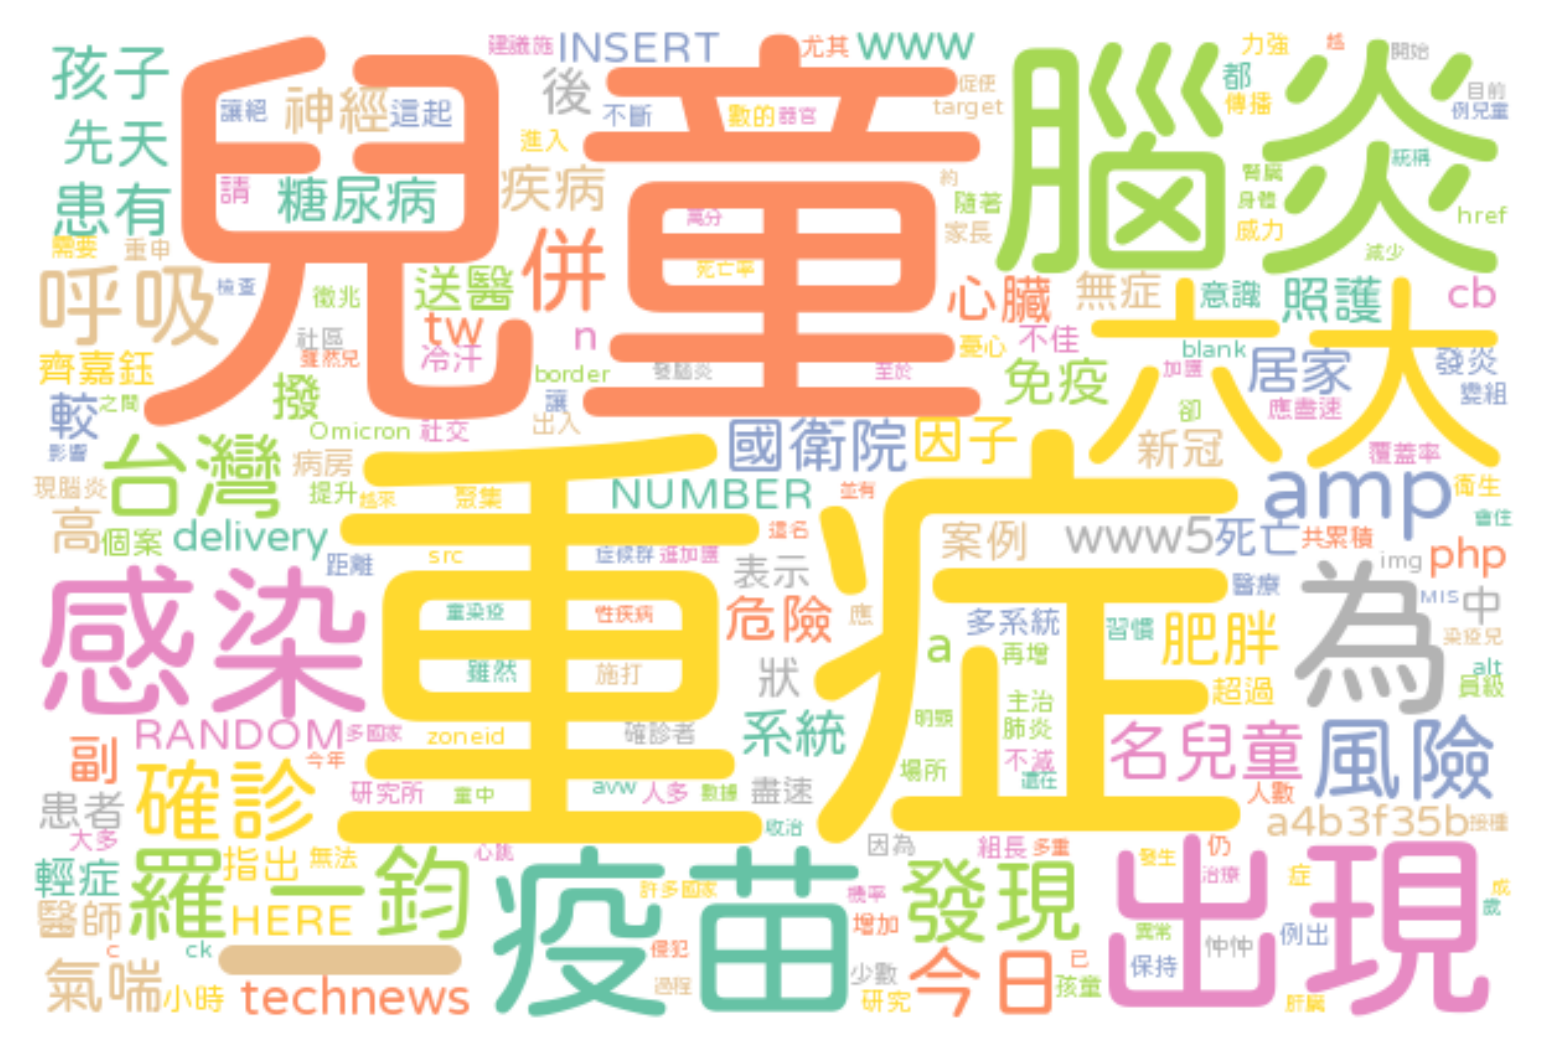 孩子
兒童
建議施
INSERT
尤其
www
腦炎
力強
越
開始
先天
讓絕
神經
這起
後
不斷
數的
器官
促使
target
都
傳播
目前
例兒童
患有
請
糖尿病
進入
疾病
約
隨著
腎臟
統稱
身體
href
需要
重申
萬分
家長
威力
減少
呼吸
檢查
徵兆
送醫
併
死亡率
心臟
無症
意識
照護
cb
社區
tw
n
憂心
不佳
六大
齊嘉鈺
雖然兒
冷汗
border
發腦炎
至於
免疫
blank
加護
居家
發炎
較
之間
撥
讓
卻
應盡速
變組
影響
Omicron
社交
出入
國衛院
因子
新冠
覆蓋率
台灣
病房
重症
現腦炎
提升
越來
聚集
NUMBER
並有
amp
衛生
高
個案
delivery
這名
案例
www5
死亡
共累積
會住
距離
src
症候群
進加護
表示
img
php
感染
童染疫
性疾病
危險
應
多系統
習慣
肥胖
醫療
為
MIS
中
染疫兒
雖然
施打
狀
a
再增
超過
alt
員級
RANDOM
多國家
zoneid
確診者
系統
明顯
主治
肺炎
名兒童
風險
副
今年
確診
研究所
童中
avw
人多
數據
盡速
場所
不減
還在
人數
患者
大多
收治
a4b3f35b
接種
輕症
羅一鈞
指出
無法
心跳
疫苗
因為
組長
多重
發生
仍
出現
醫師
HERE
許多國家
機率
發現
治療
症
成
歲
c
ck
一
侵犯
增加
異常
忡忡
例出
氣喘
小時
technews
過程
少數
研究
今日
已
孩童
保持
肝臟